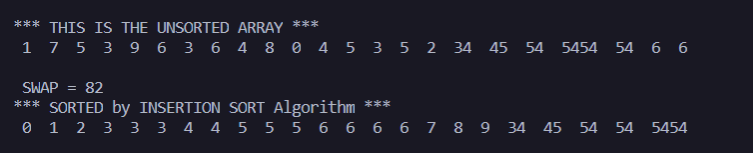 *** THIS IS THE UNSORTED ARRAY ***
1 7 5 3 9 6 3 6 4 8 0 4 5 3 5 2 34 45 54 5454 54 6 6
SWAP = 82
*** SORTED by INSERTION SORT Algorithm ***
0 1 2 3 3 3 4 4 5 5 5 6 6 6 6 7 8 9 34 45 54 54 5454